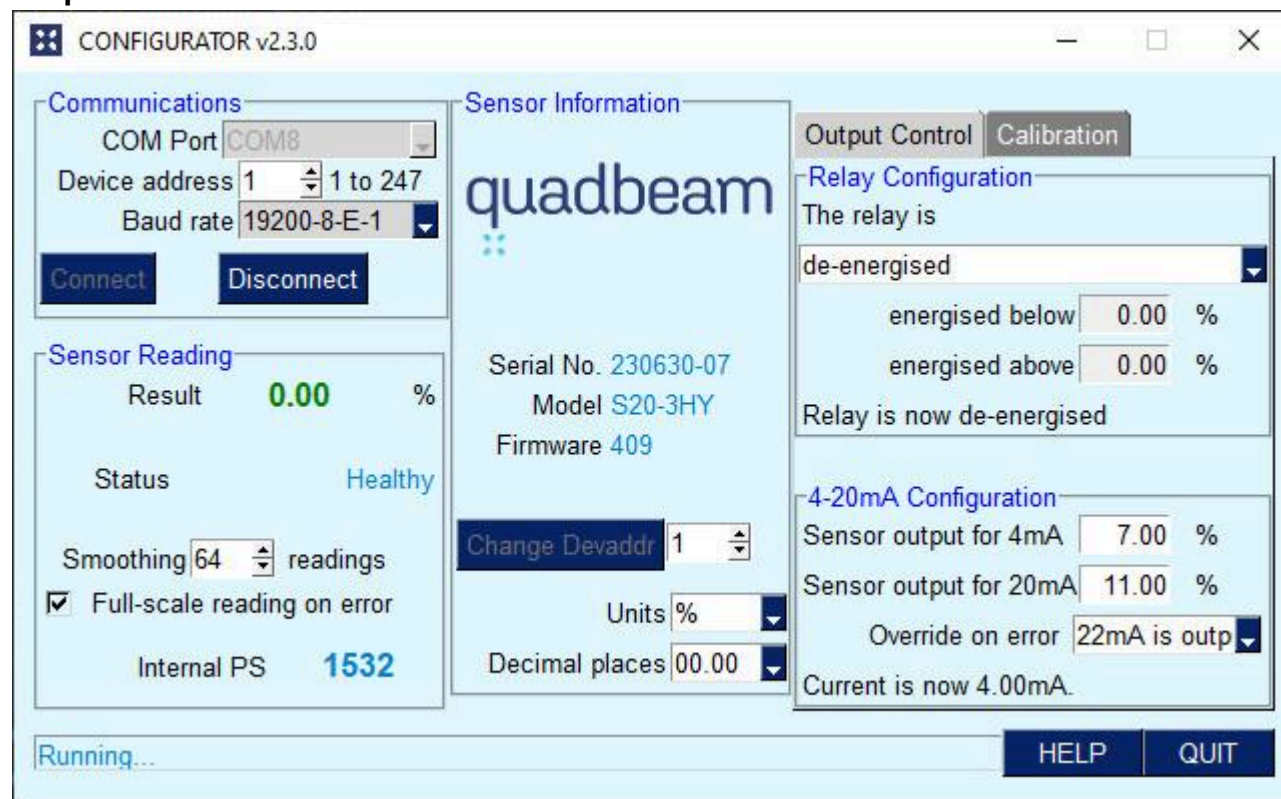 CONFIGURATOR v2.3.0
Communications
COM Port COM8
Device address 1 1 to 247
Baud rate 19200-8-E-1
Connect Disconnect
Sensor Reading
Result 0.00 %
Status Healthy
Smoothing 64 readings
Full-scale reading on error
Internal PS 1532
Sensor Information
quadbeam
Serial No. 230630-07
Model S20-3HY
Firmware 409
Change Devaddr 1
Units %
Decimal places 00.00
Output Control Calibration
Relay Configuration
The relay is
de-energised
energised below 0.00 %
energised above 0.00 %
Relay is now de-energised
4-20mA Configuration
Sensor output for 4mA 7.00 %
Sensor output for 20mA 11.00 %
Override on error 22mA is outp
Current is now 4.00mA.
Running...
HELP QUIT